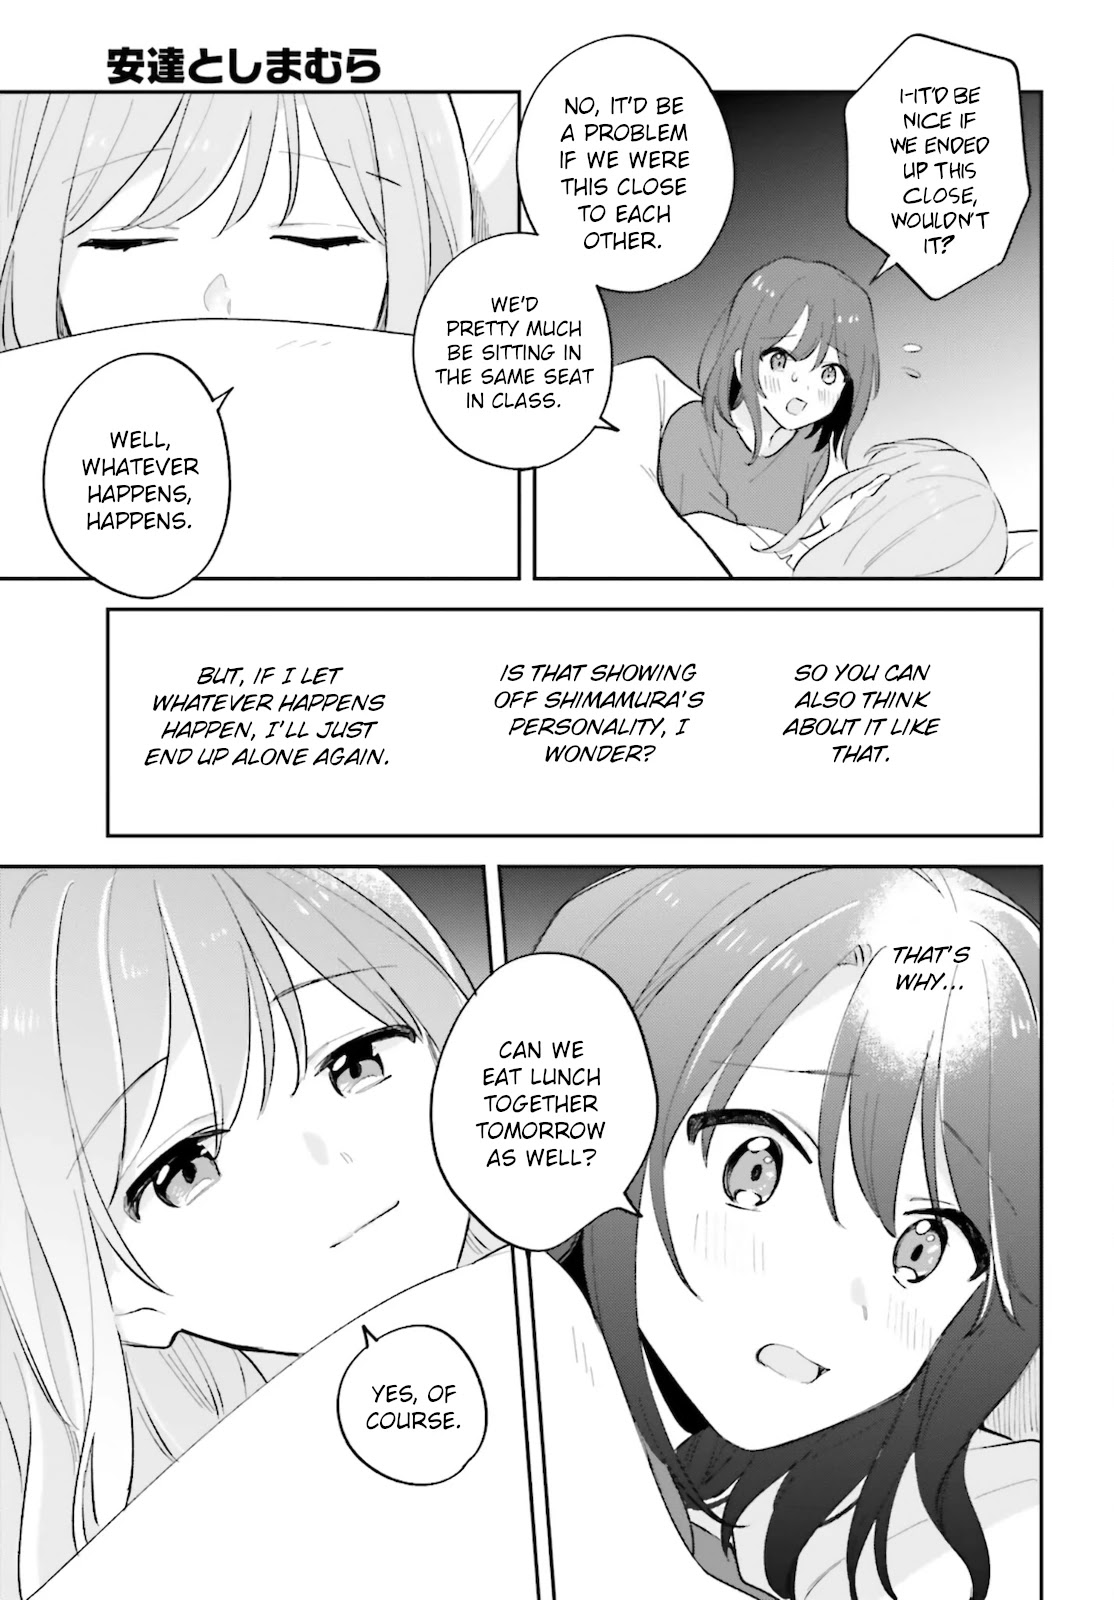 安達としまむら
I-IT'D BE
NICE IF
WE ENDED
UP THIS
CLOSE,
WOULDN'T
IT?
NO, IT'D BE
A PROBLEM
IF WE WERE
THIS CLOSE
TO EACH
OTHER.
WE'D
PRETTY MUCH
BE SITTING IN
THE SAME SEAT
IN CLASS.
WELL,
WHATEVER
HAPPENS,
HAPPENS.
SO YOU CAN
ALSO THINK
ABOUT IT LIKE
THAT.
IS THAT SHOWING
OFF SHIMAMURA'S
PERSONALITY, I
WONDER?
BUT, IF I LET
WHATEVER HAPPENS
HAPPEN, I'LL JUST
END UP ALONE AGAIN.
THAT'S
WHY...
CAN WE
EAT LUNCH
TOGETHER
TOMORROW
AS WELL?
YES, OF
COURSE.